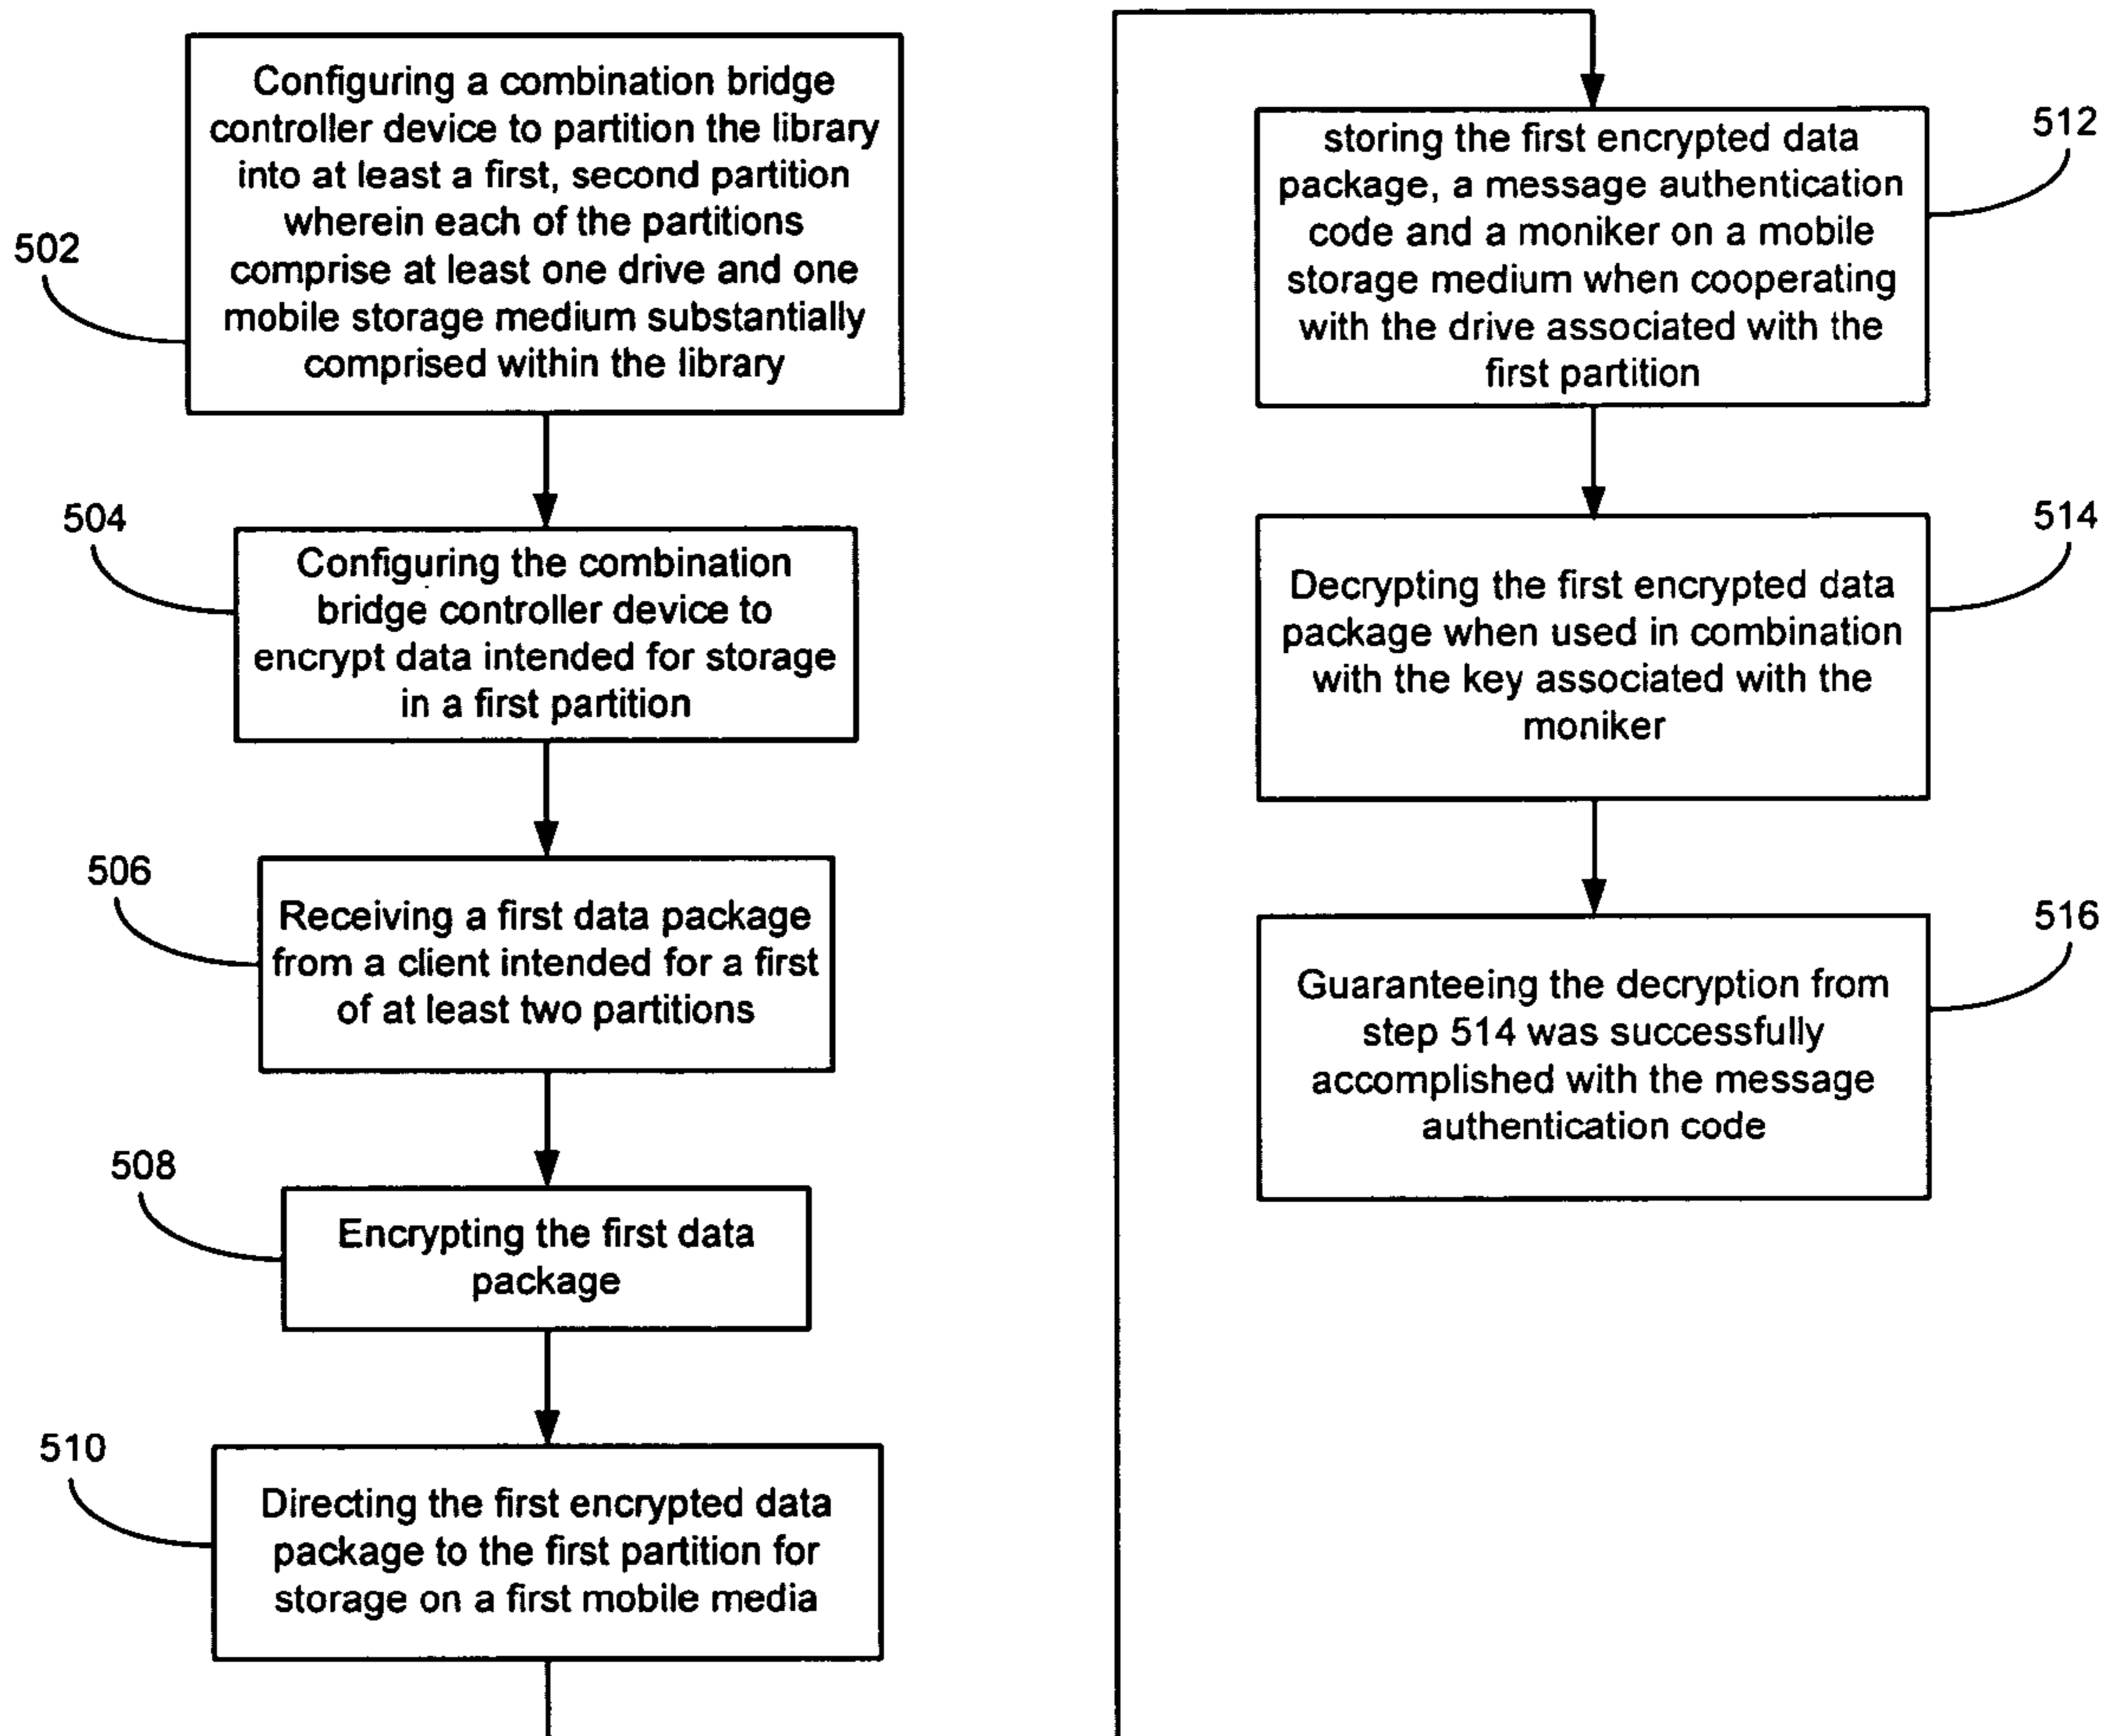 502
Configuring a combination bridge
controller device to partition the library
into at least a first, second partition
wherein each of the partitions
comprise at least one drive and one
mobile storage medium substantially
comprised within the library
504
Configuring the combination
bridge controller device to
encrypt data intended for storage
in a first partition
506
Receiving a first data package
from a client intended for a first
of at least two partitions
508
Encrypting the first data
package
510
Directing the first encrypted data
package to the first partition for
storage on a first mobile media
512
storing the first encrypted data
package, a message authentication
code and a moniker on a mobile
storage medium when cooperating
with the drive associated with the
first partition
514
Decrypting the first encrypted data
package when used in combination
with the key associated with the
moniker
516
Guaranteeing the decryption from
step 514 was successfully
accomplished with the message
authentication code